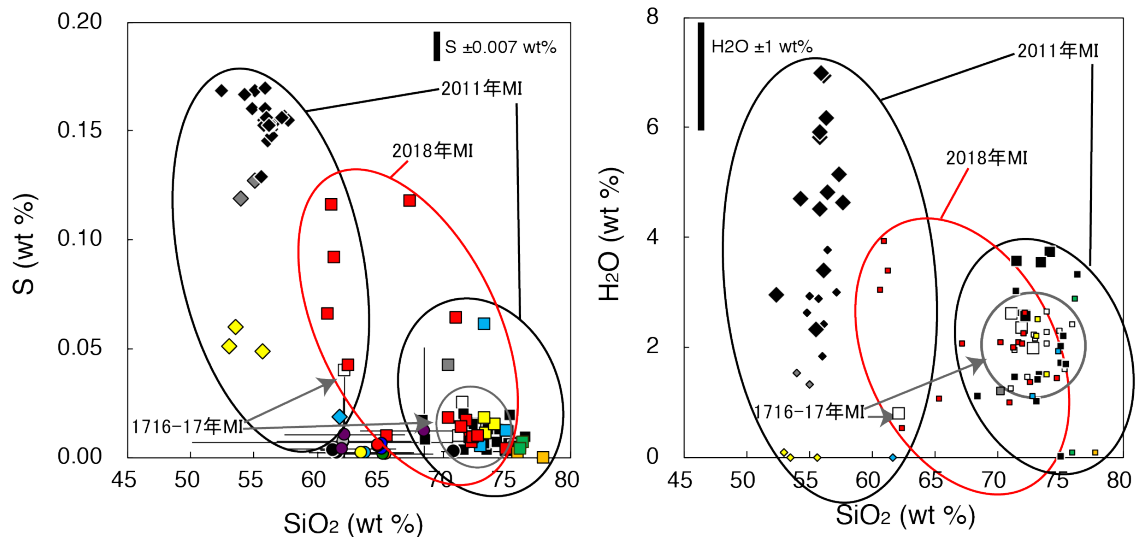 0.20
S ±0.007 wt%
2011年MI
0.15
2018年MI
0.10
S (wt %)
0.05
1716-17年MI
0.00
45 50 55 60 65 70 75 80
SiO2 (wt %)
8
H2O ±1 wt%
2011年MI
6
2018年MI
4
H2O (wt %)
2
1716-17年MI
0
45 50 55 60 65 70 75 80
SiO2 (wt %)